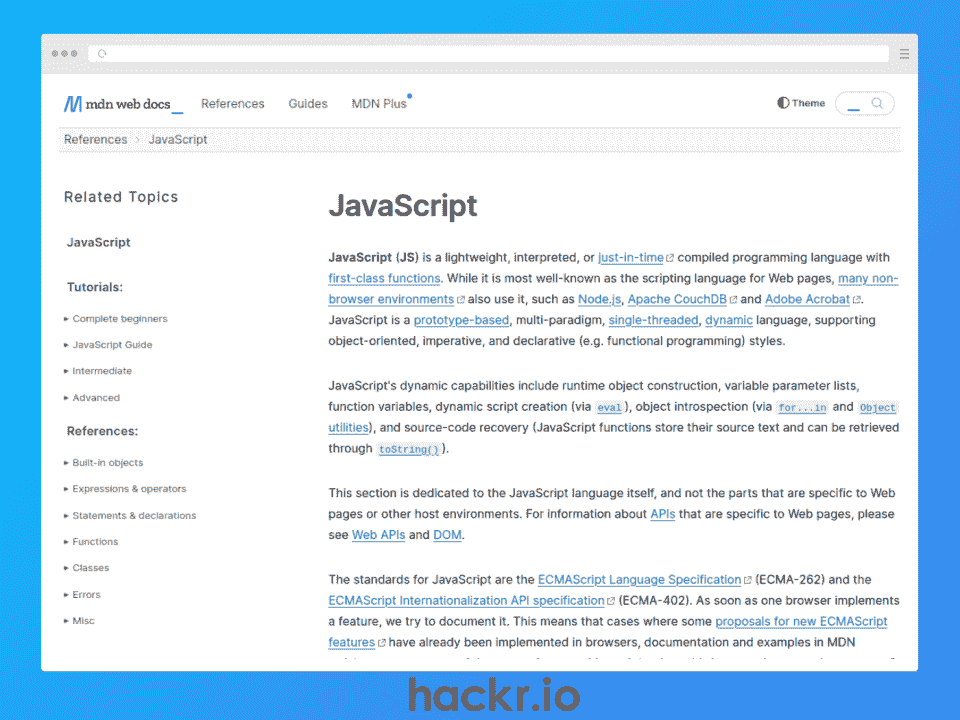 mdn web docs _ References Guides MDN Plus Theme
References > JavaScript
Related Topics
JavaScript
Tutorials:
Complete beginners
JavaScript Guide
Intermediate
Advanced
References:
Built-in objects
Expressions & operators
Statements & declarations
Functions
Classes
Errors
Misc
JavaScript
JavaScript (JS) is a lightweight, interpreted, or just-in-time compiled programming language with
first-class functions. While it is most well-known as the scripting language for Web pages, many non-
browser environments also use it, such as Node.js, Apache CouchDB and Adobe Acrobat.
JavaScript is a prototype-based, multi-paradigm, single-threaded, dynamic language, supporting
object-oriented, imperative, and declarative (e.g. functional programming) styles.
JavaScript's dynamic capabilities include runtime object construction, variable parameter lists,
function variables, dynamic script creation (via eval), object introspection (via for...in and Object
utilities), and source-code recovery (JavaScript functions store their source text and can be retrieved
through toString()).
This section is dedicated to the JavaScript language itself, and not the parts that are specific to Web
pages or other host environments. For information about APIs that are specific to Web pages, please
see Web APIs and DOM.
The standards for JavaScript are the ECMAScript Language Specification (ECMA-262) and the
ECMAScript Internationalization API specification (ECMA-402). As soon as one browser implements
a feature, we try to document it. This means that cases where some proposals for new ECMAScript
features have already been implemented in browsers, documentation and examples in MDN
hackr.io